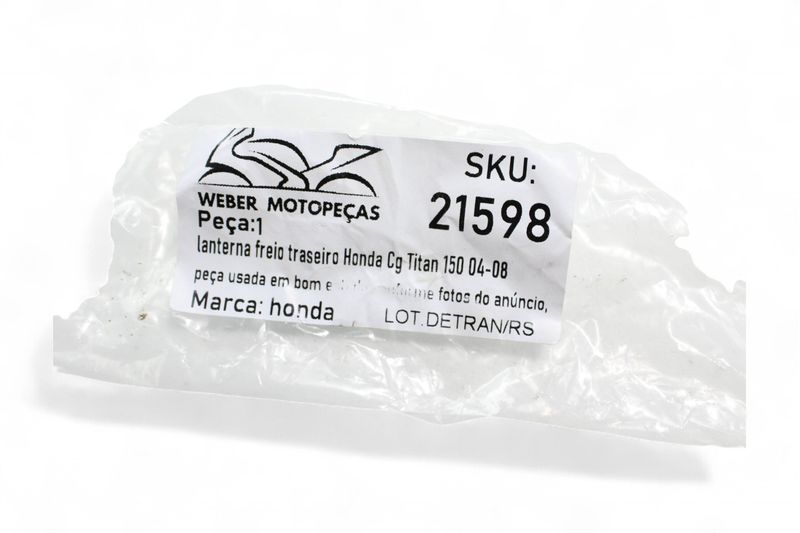 WEBER MOTOPEÇAS
SKU:
21598
Peça:1
lanterna freio traseiro Honda Cg Titan 150 04-08
peça usada em bom fotos do anúncio,
Marca: honda
LOT.DETRAN/RS